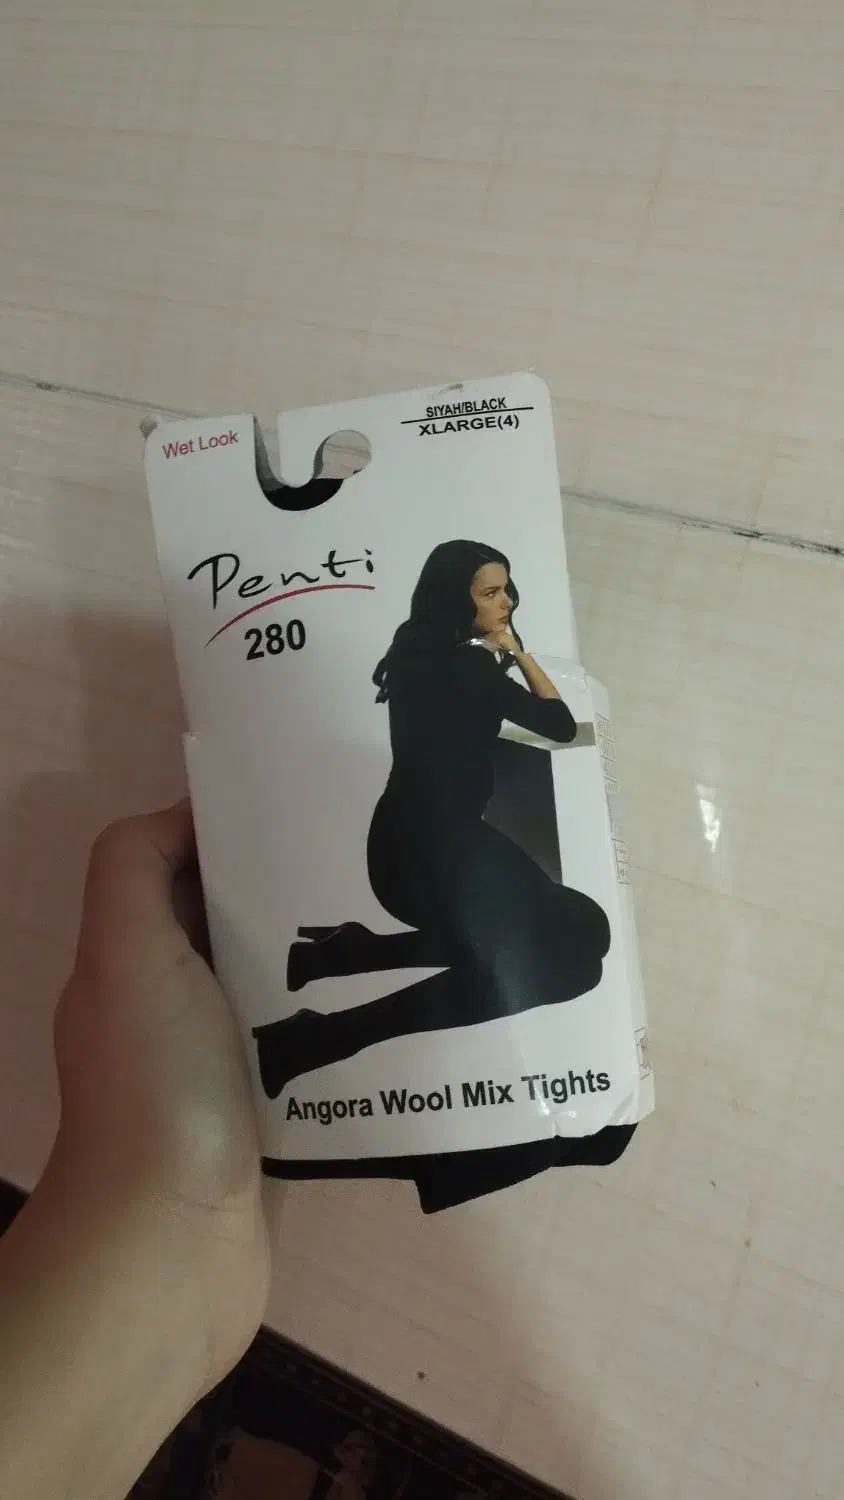 Wet Look
SIYAH/BLACK
XLARGE(4)
Penti
280
Angora Wool Mix Tights